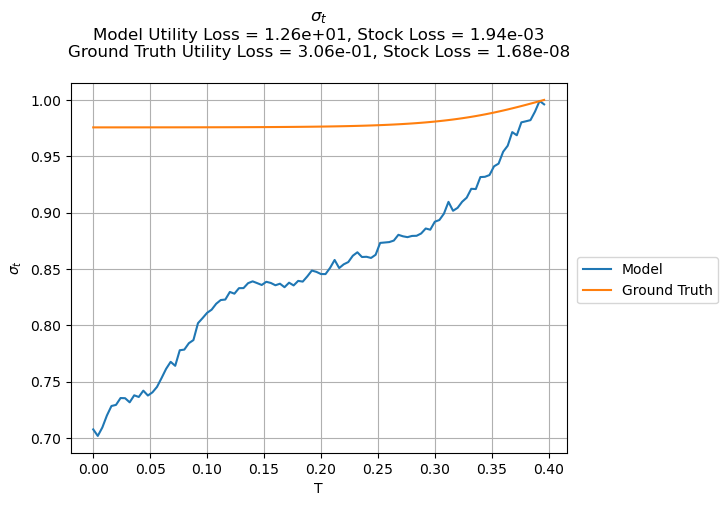 σₜ
Model Utility Loss = 1.26e+01, Stock Loss = 1.94e-03
Ground Truth Utility Loss = 3.06e-01, Stock Loss = 1.68e-08
1.00
0.95
0.90
0.85
0.80
0.75
0.70
σₜ
0.00 0.05 0.10 0.15 0.20 0.25 0.30 0.35 0.40
T
Model
Ground Truth